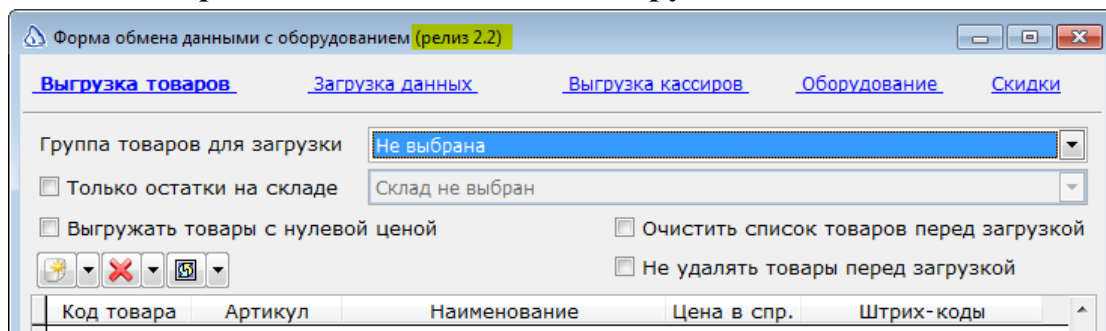 Форма обмена данными с оборудованием (релиз 2.2)
Выгрузка товаров Загрузка данных Выгрузка кассиров Оборудование Скидки
Группа товаров для загрузки Не выбрана
Только остатки на складе Склад не выбран
Выгружать товары с нулевой ценой Очистить список товаров перед загрузкой
Не удалять товары перед загрузкой
Код товара Артикул Наименование Цена в спр. Штрих-коды